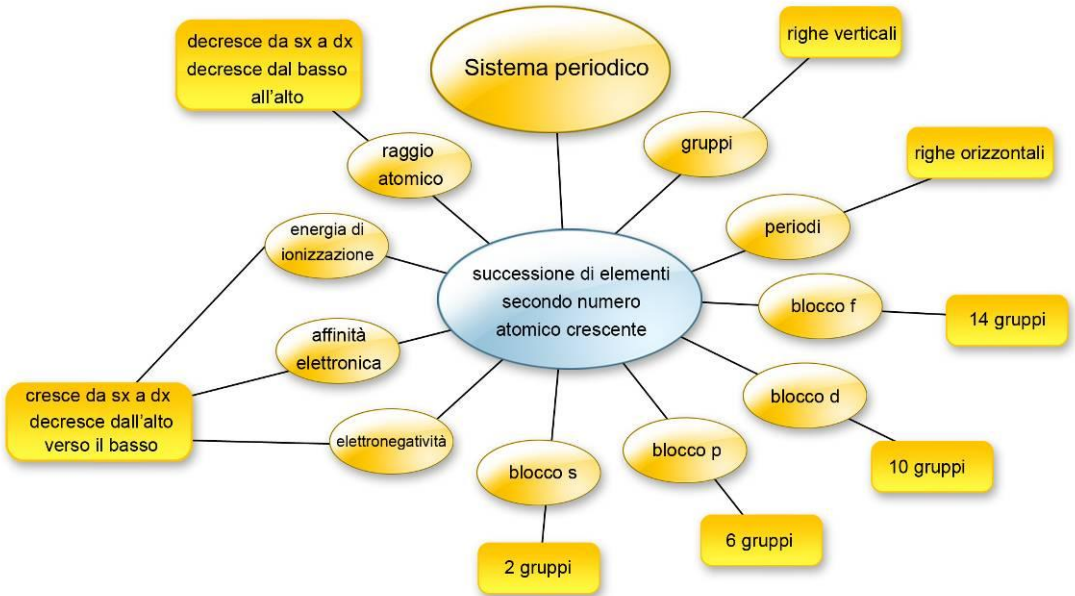 Sistema periodico
decresce da sx a dx
decresce dal basso
all'alto
righe verticali
raggio
atomico
gruppi
righe orizzontali
energia di
ionizzazione
periodi
successione di elementi
secondo numero
atomico crescente
blocco f
14 gruppi
affinità
elettronica
cresce da sx a dx
decresce dall'alto
verso il basso
elettronegatività
blocco d
10 gruppi
blocco p
6 gruppi
blocco s
2 gruppi